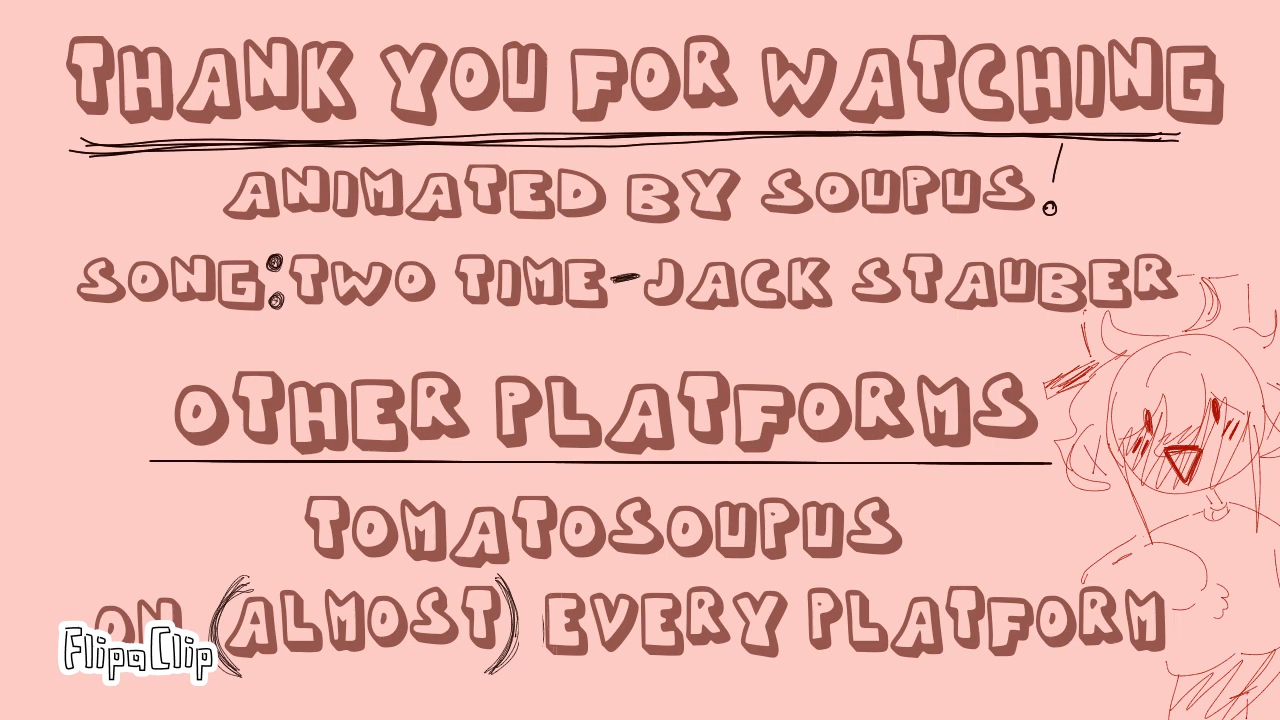 THANK YOU FOR WATCHING
ANIMATED BY SOUPUS!
SONG:TWO TIME-JACK STAUBER
OTHER PLATFORMS
TOMATOSOUPUS
ON (ALMOST) EVERY PLATFORM
FlipaClip